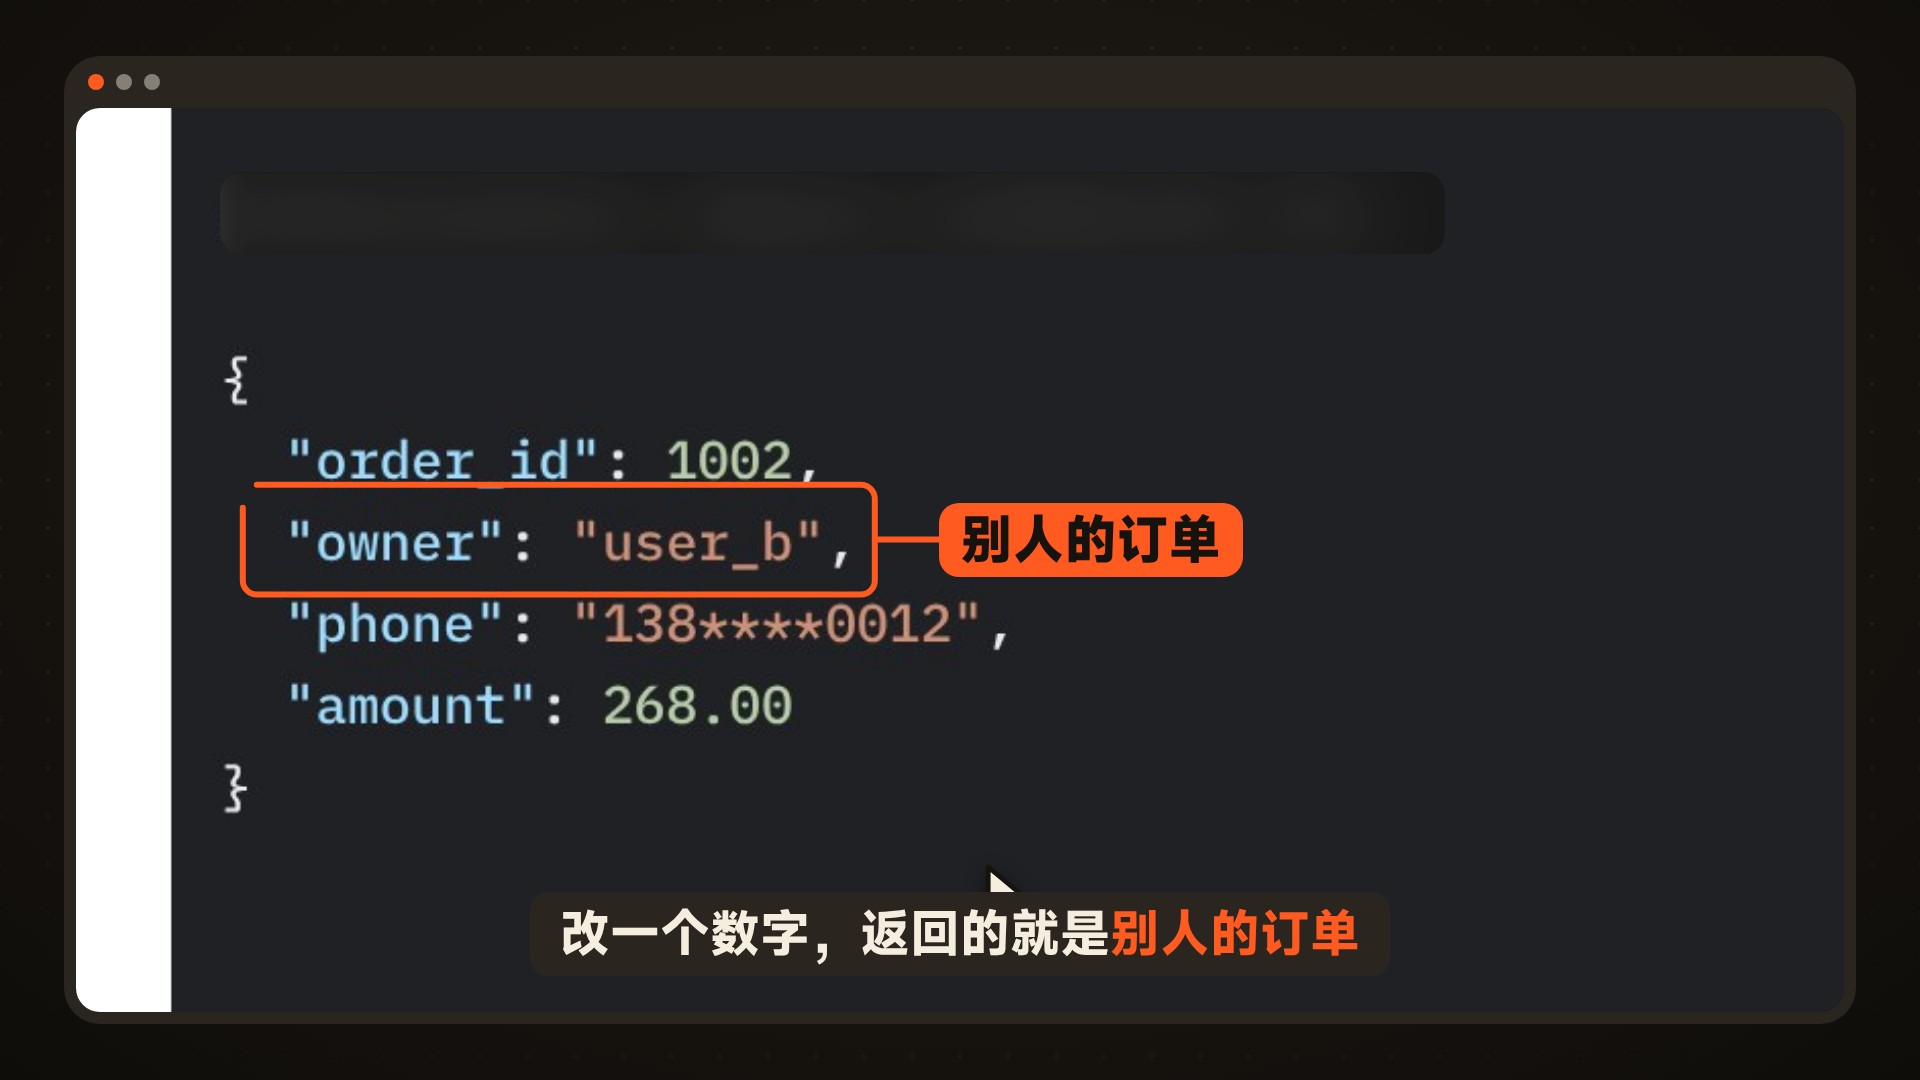 {
"order_id": 1002,
"owner": "user_b",
别人的订单
"phone": "138****0012",
"amount": 268.00
}
改一个数字，返回的就是别人的订单